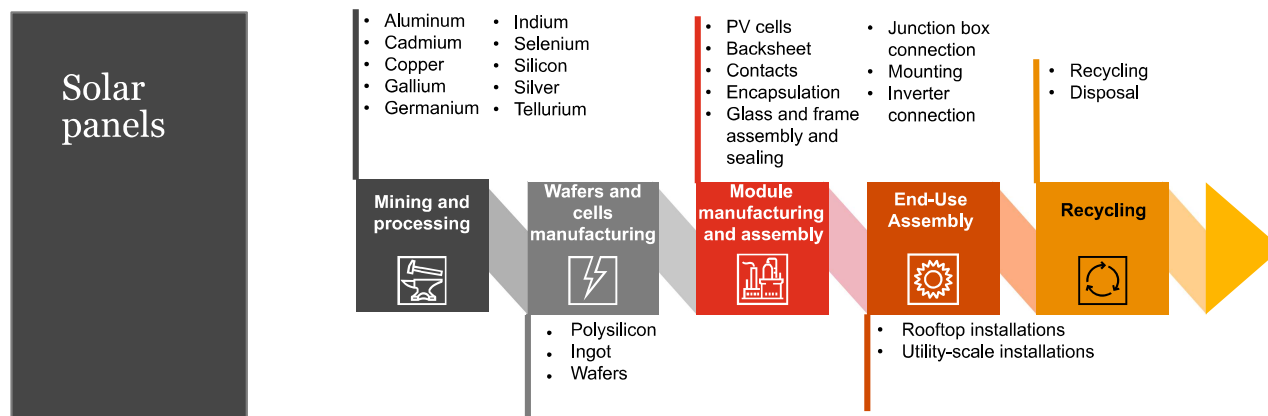 Solar
panels
• Aluminum
• Cadmium
• Copper
• Gallium
• Germanium
• Indium
• Selenium
• Silicon
• Silver
• Tellurium
• PV cells
• Backsheet
• Contacts
• Encapsulation
• Glass and frame
assembly and
sealing
• Junction box
connection
• Mounting
• Inverter
connection
• Recycling
• Disposal
Mining and
processing
Wafers and
cells
manufacturing
Module
manufacturing
and assembly
End-Use
Assembly
Recycling
• Polysilicon
• Ingot
• Wafers
• Rooftop installations
• Utility-scale installations